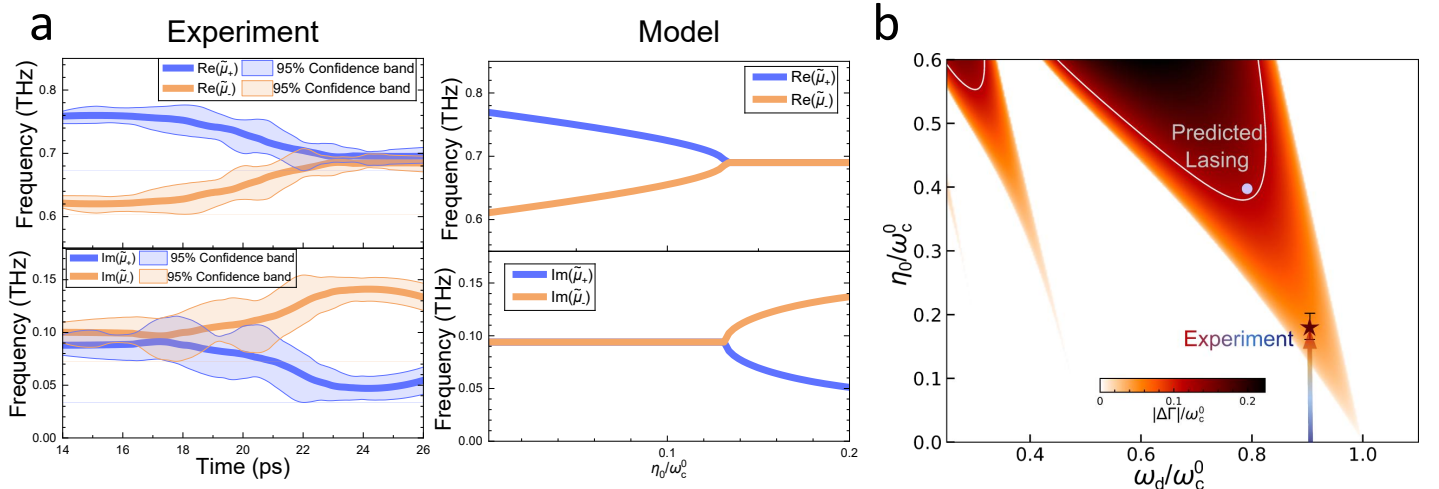 a
Experiment
Model
b
Re(μ̃₊)
95% Confidence band
Re(μ̃₋)
95% Confidence band
Frequency (THz)
0.8
0.7
0.6
Im(μ̃₊)
95% Confidence band
Im(μ̃₋)
95% Confidence band
Frequency (THz)
0.15
0.10
0.05
0.00
14
16
18
20
22
24
26
Time (ps)
Re(μ̃₊)
Re(μ̃₋)
Frequency (THz)
0.8
0.7
0.6
Im(μ̃₊)
Im(μ̃₋)
Frequency (THz)
0.15
0.10
0.05
0.00
0.1
0.2
η₀/ω_c⁰
0.6
0.5
0.4
0.3
0.2
0.1
0.0
η₀/ω_c⁰
Predicted
Lasing
Experiment
0
0.1
0.2
|ΔΓ|/ω_c⁰
0.4
0.6
0.8
1.0
ω_d/ω_c⁰